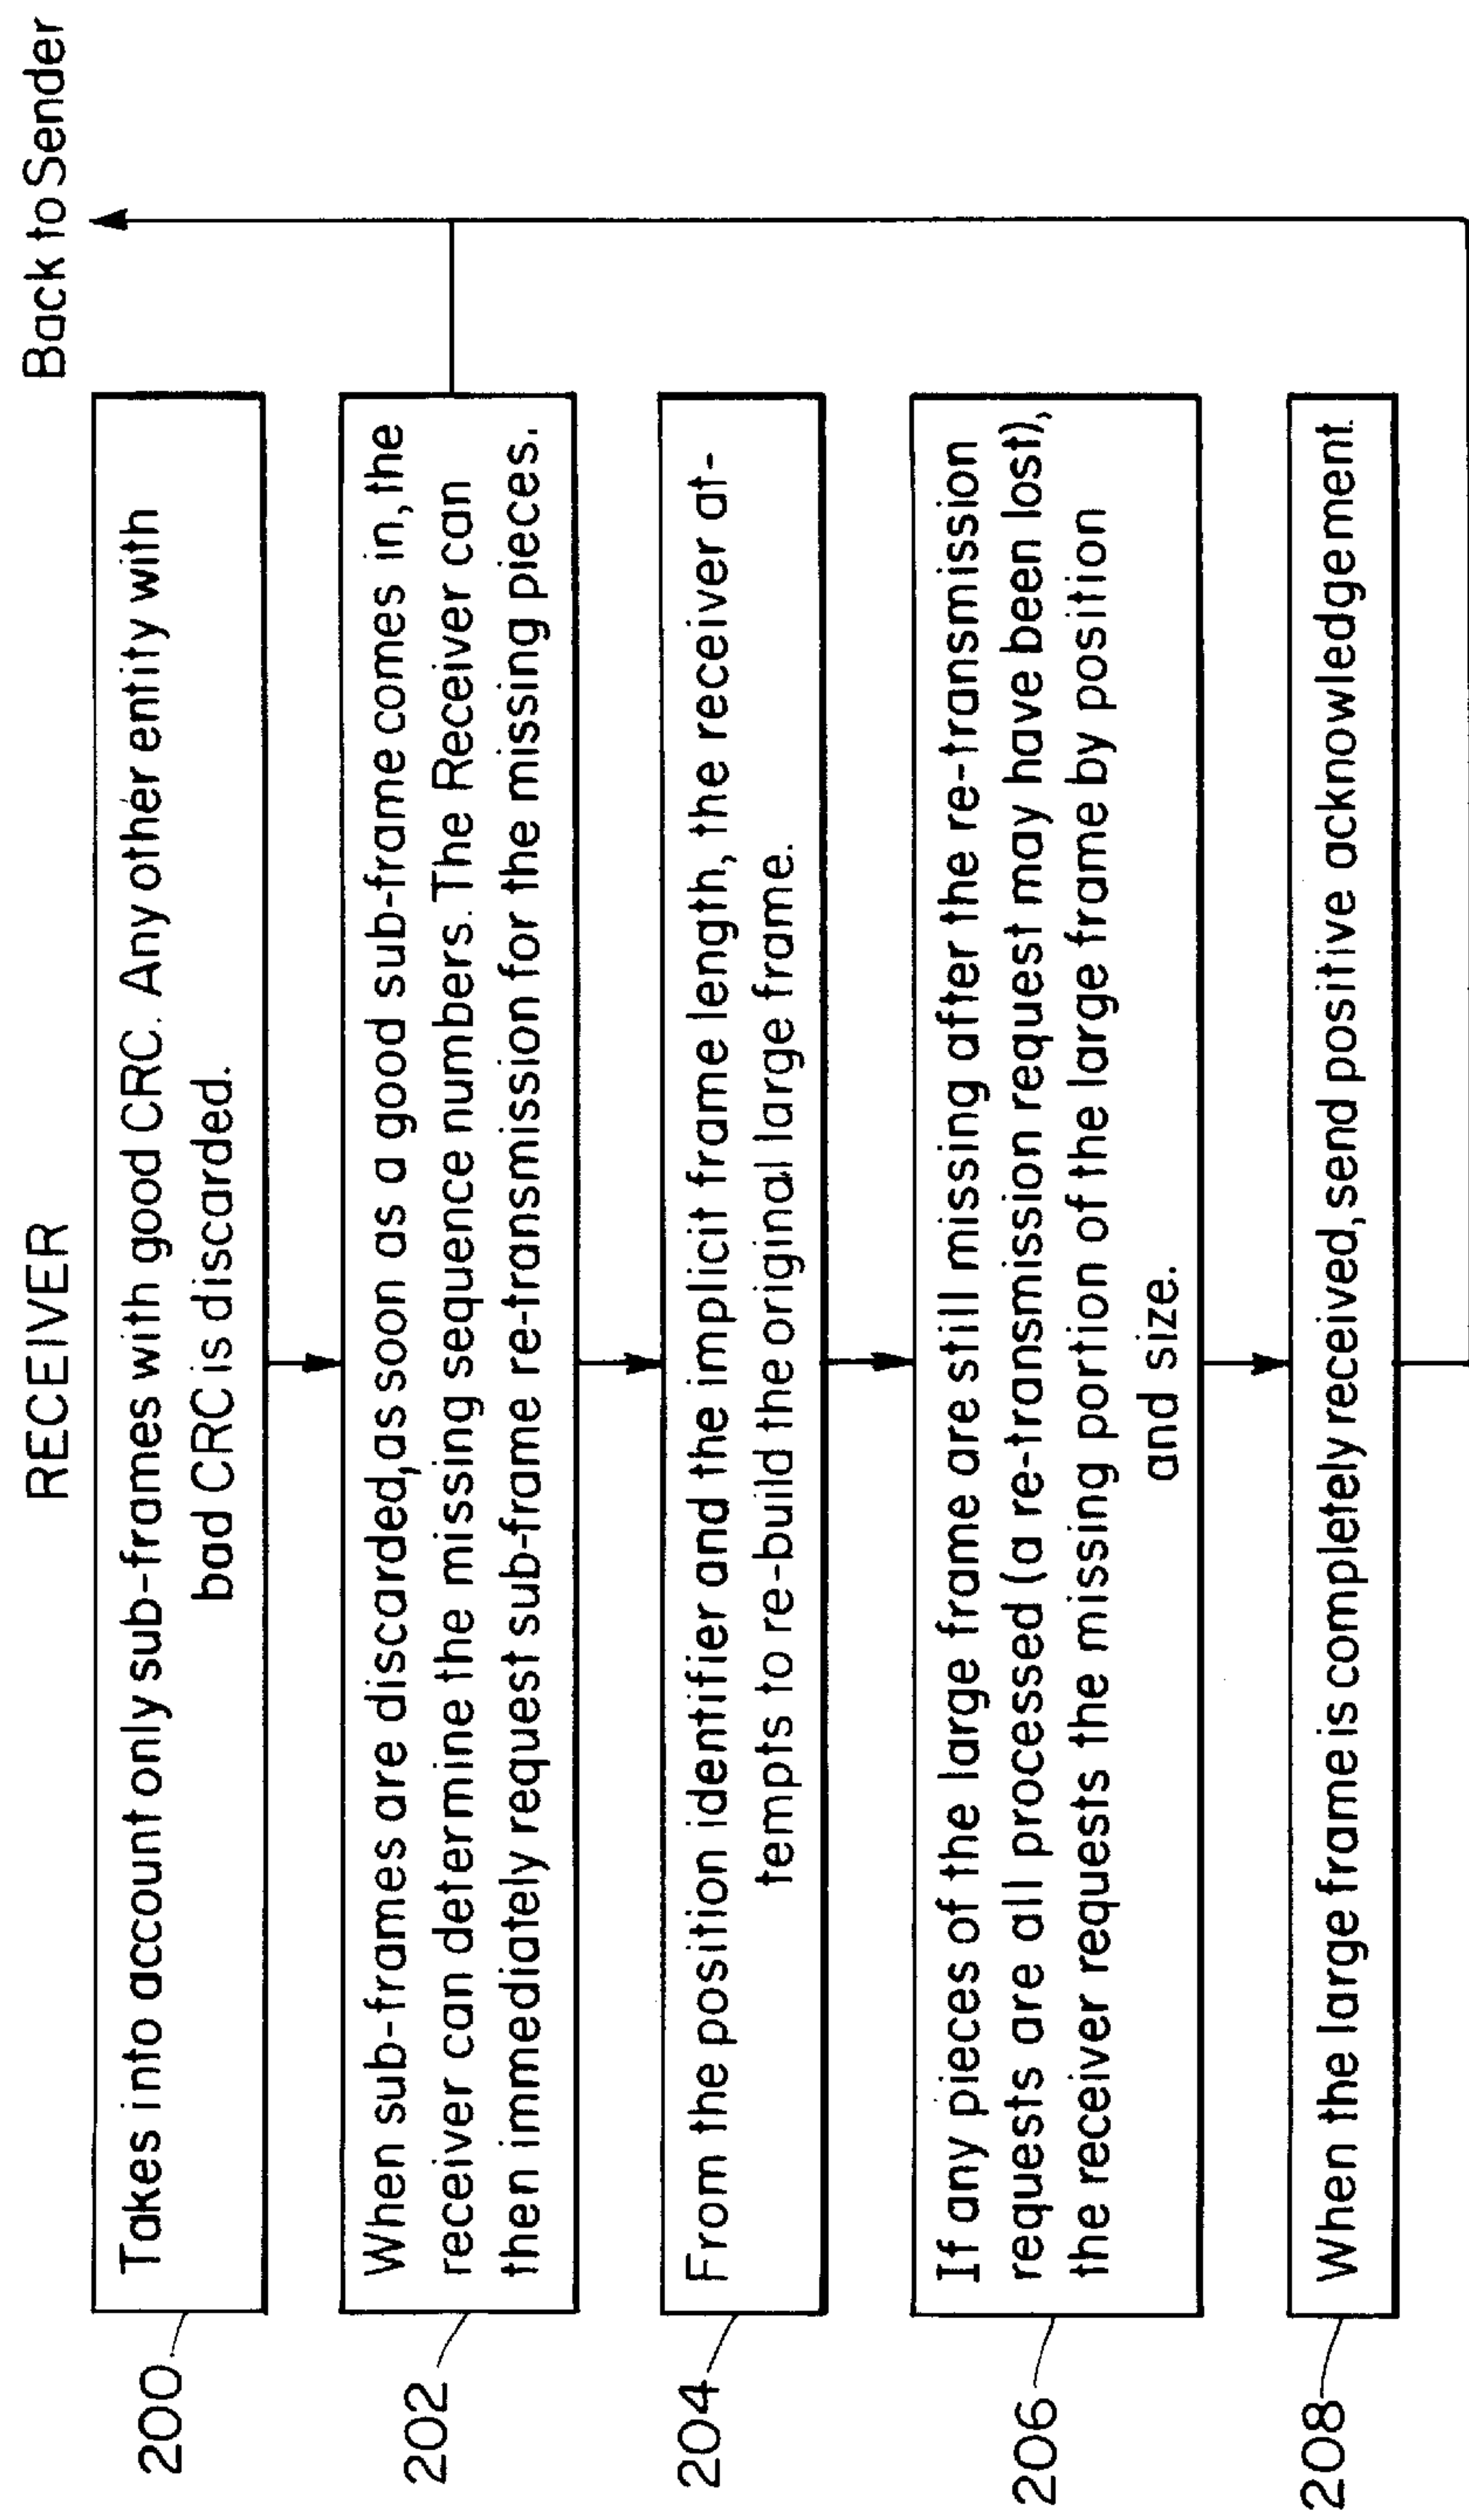 RECEIVER
Back to Sender
200
Takes into account only sub-frames with good CRC. Any other entity with
bad CRC is discarded.
202
When sub-frames are discarded, as soon as a good sub-frame comes in, the
receiver can determine the missing sequence numbers. The Receiver can
then immediately request sub-frame re-transmission for the missing pieces.
204
From the position identifier and the implicit frame length, the receiver at-
tempts to re-build the original large frame.
206
If any pieces of the large frame are still missing after the re-transmission
requests are all processed (a re-transmission request may have been lost),
the receiver requests the missing portion of the large frame by position
and size.
208
When the large frame is completely received, send positive acknowledgement.